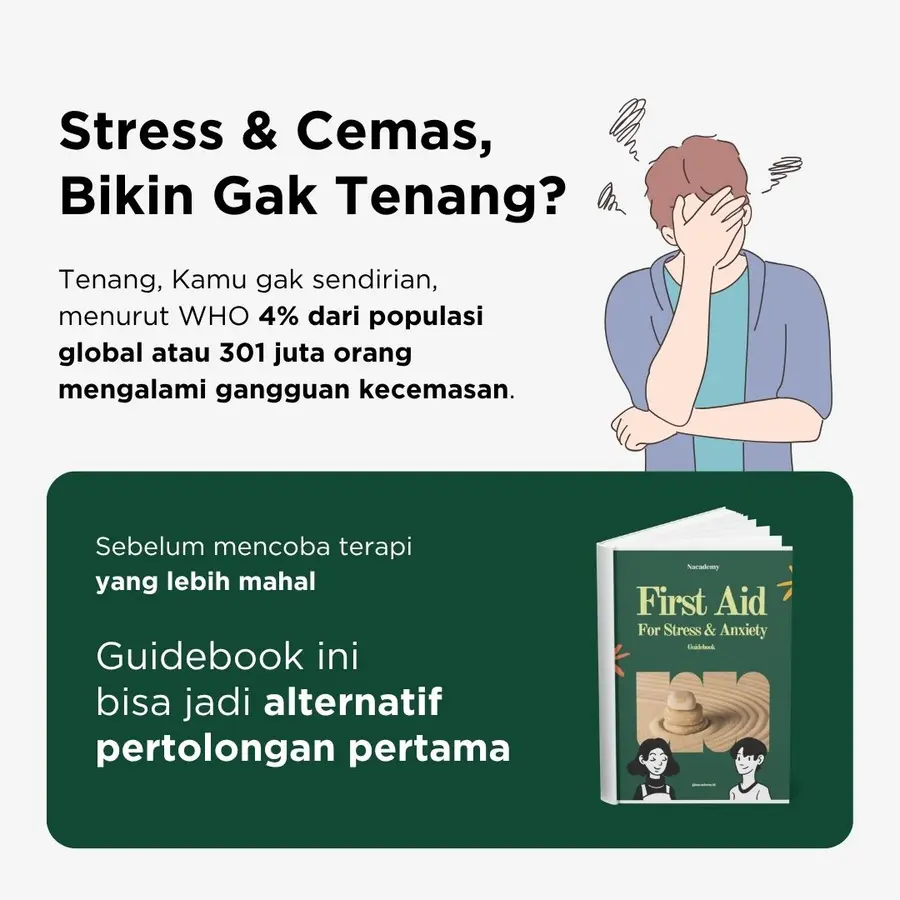 Stress & Cemas,
Bikin Gak Tenang?
Tenang, Kamu gak sendirian,
menurut WHO 4% dari populasi
global atau 301 juta orang
mengalami gangguan kecemasan.
Sebelum mencoba terapi
yang lebih mahal
Guidebook ini
bisa jadi alternatif
pertolongan pertama
Nacademy
First Aid
For Stress & Anxiety
Guidebook